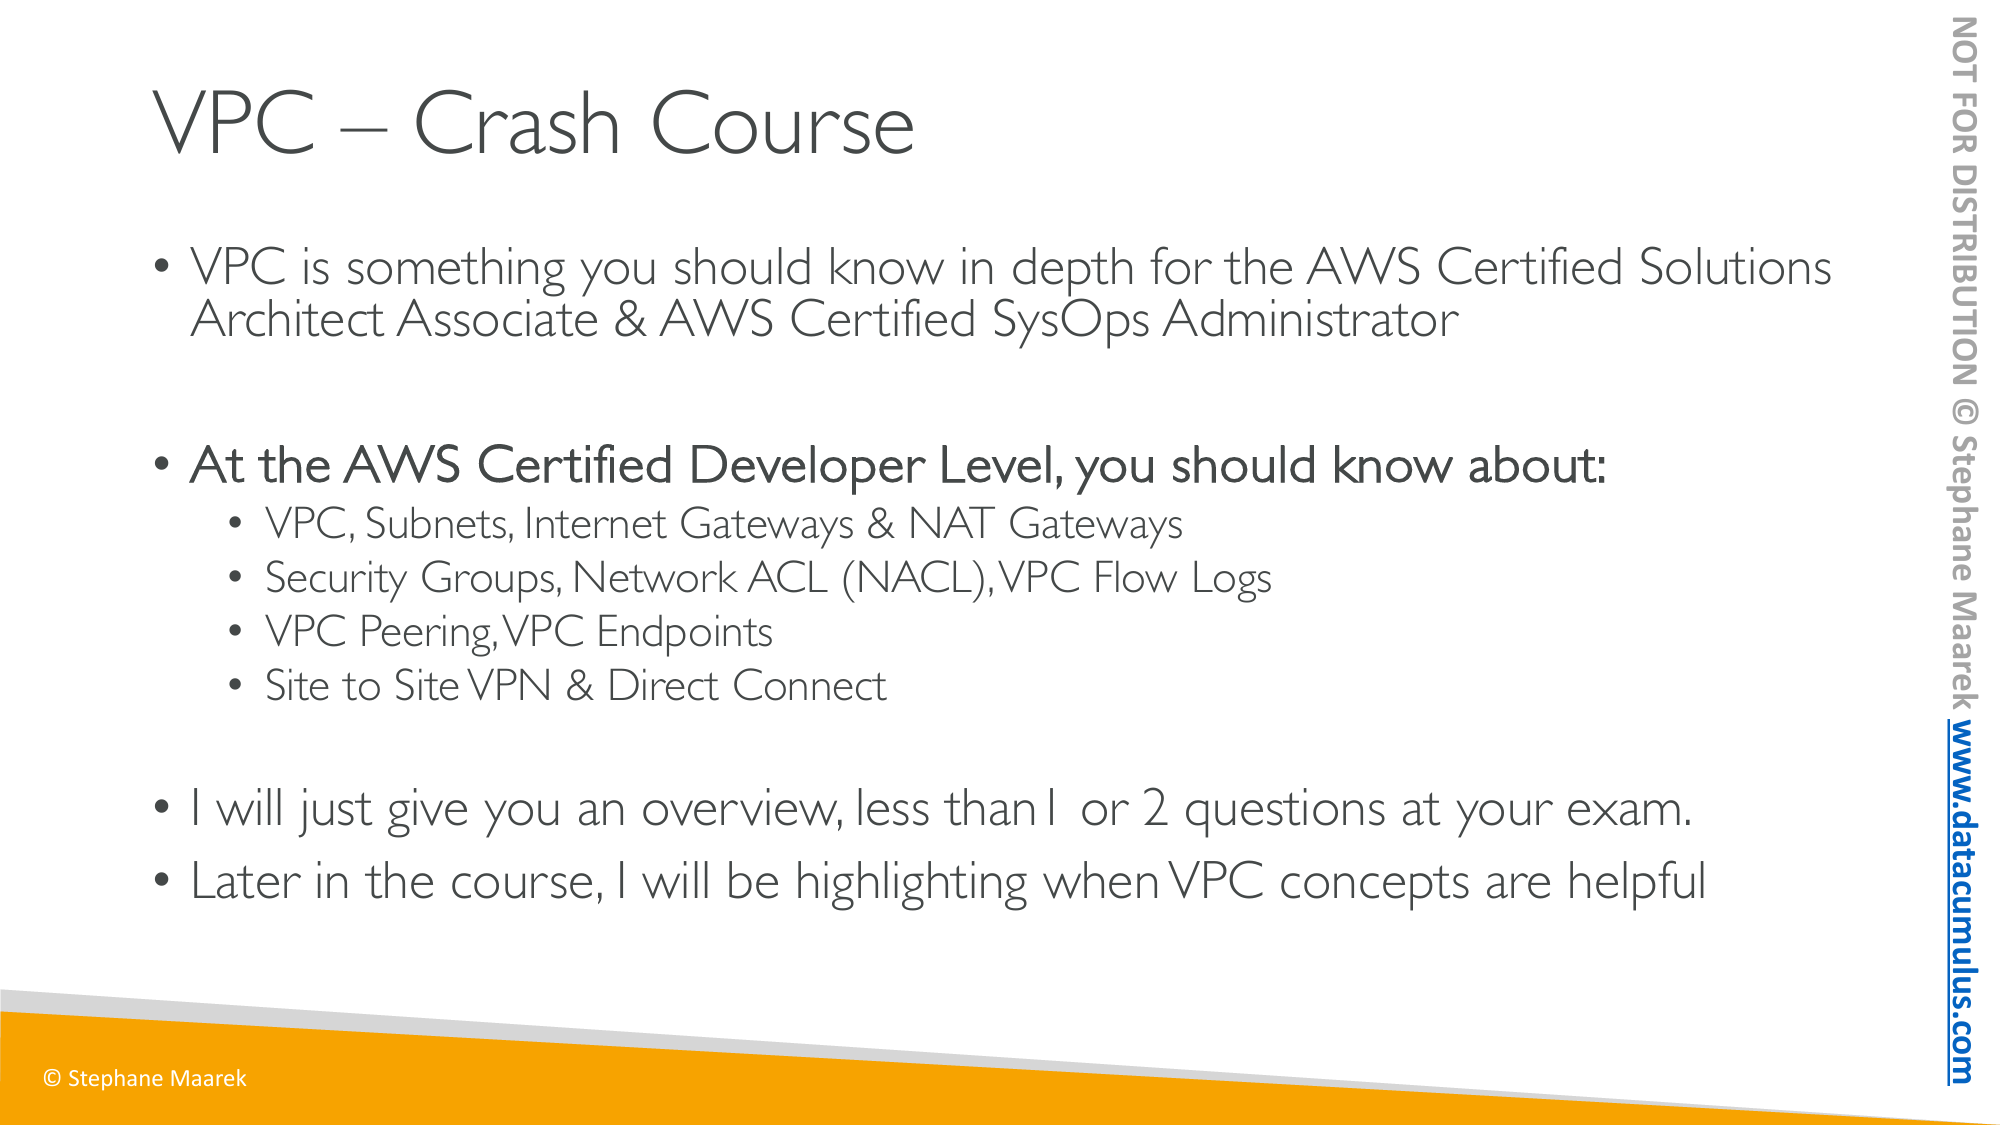 VPC – Crash Course
• VPC is something you should know in depth for the AWS Certified Solutions
Architect Associate & AWS Certified SysOps Administrator
• At the AWS Certified Developer Level, you should know about:
• VPC, Subnets, Internet Gateways & NAT Gateways
• Security Groups, Network ACL (NACL), VPC Flow Logs
• VPC Peering, VPC Endpoints
• Site to Site VPN & Direct Connect
• I will just give you an overview, less than1 or 2 questions at your exam.
• Later in the course, I will be highlighting when VPC concepts are helpful
© Stephane Maarek
NOT FOR DISTRIBUTION © Stephane Maarek www.datacumulus.com